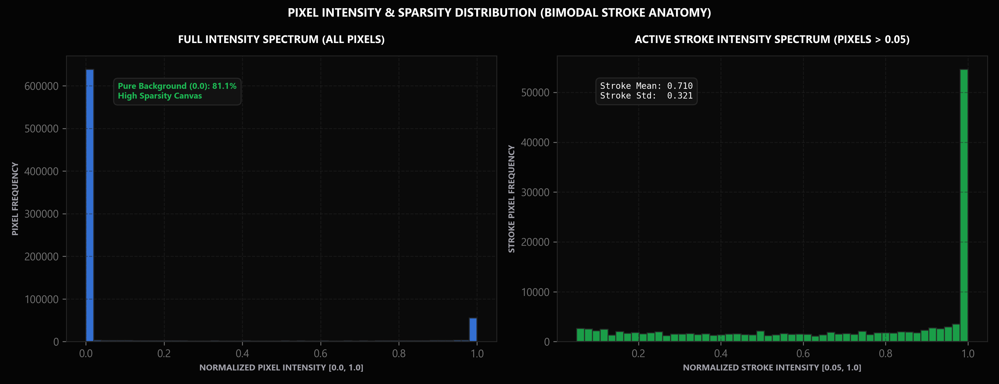 PIXEL INTENSITY & SPARSITY DISTRIBUTION (BIMODAL STROKE ANATOMY)
FULL INTENSITY SPECTRUM (ALL PIXELS)
PIXEL FREQUENCY
600000
500000
400000
300000
200000
100000
0
Pure Background (0.0): 81.1%
High Sparsity Canvas
0.0 0.2 0.4 0.6 0.8 1.0
NORMALIZED PIXEL INTENSITY [0.0, 1.0]
ACTIVE STROKE INTENSITY SPECTRUM (PIXELS > 0.05)
STROKE PIXEL FREQUENCY
50000
40000
30000
20000
10000
0
Stroke Mean: 0.710
Stroke Std:  0.321
0.2 0.4 0.6 0.8 1.0
NORMALIZED STROKE INTENSITY [0.05, 1.0]